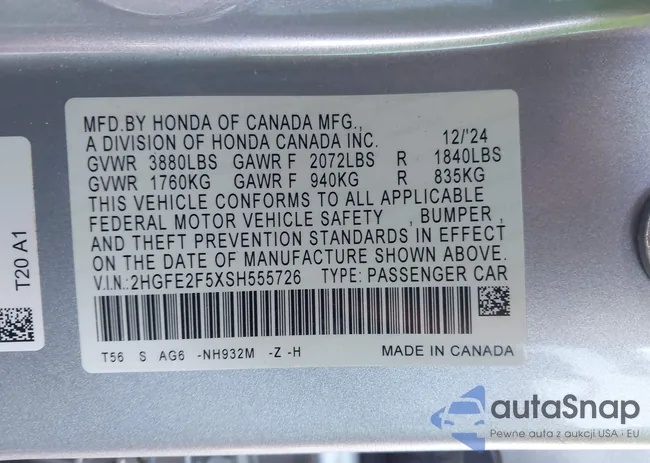 MFD.BY HONDA OF CANADA MFG.,
A DIVISION OF HONDA CANADA INC. 12/'24
GVWR 3880LBS GAWR F 2072LBS R 1840LBS
GVWR 1760KG GAWR F 940KG R 835KG
THIS VEHICLE CONFORMS TO ALL APPLICABLE
FEDERAL MOTOR VEHICLE SAFETY , BUMPER ,
AND THEFT PREVENTION STANDARDS IN EFFECT
ON THE DATE OF MANUFACTURE SHOWN ABOVE.
V.I.N.: 2HGFE2F5XSH555726 TYPE: PASSENGER CAR
T56 S AG6 -NH932M -Z -H MADE IN CANADA
T20 A1
autoSnap
Pewne auta z aukcji USA i EU